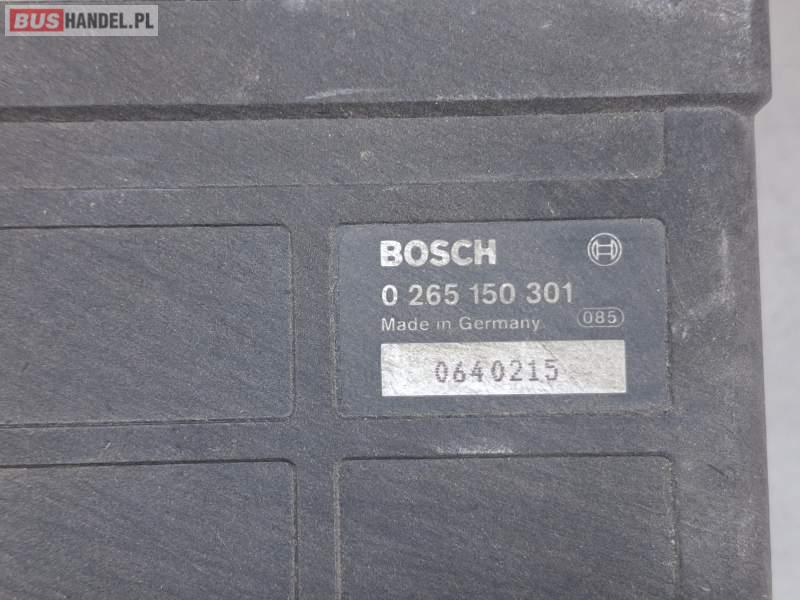 BUSHANDEL.PL
BOSCH
0 265 150 301
Made in Germany 085
0640215